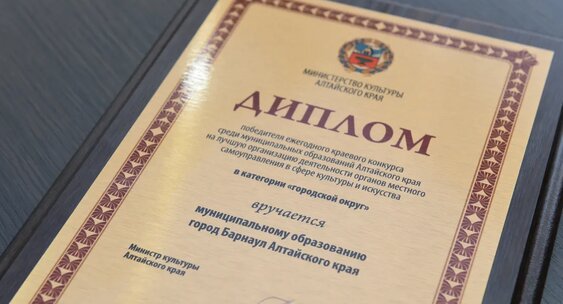 МИНИСТЕРСТВО КУЛЬТУРЫ
АЛТАЙСКОГО КРАЯ
ДИПЛОМ
победителя ежегодного краевого конкурса
среди муниципальных образований Алтайского края
на лучшую организацию деятельности органов местного
самоуправления в сфере культуры и искусства
в категории «городской округ»
вручается
муниципальному образованию
город Барнаул Алтайского края
Министр культуры
Алтайского края